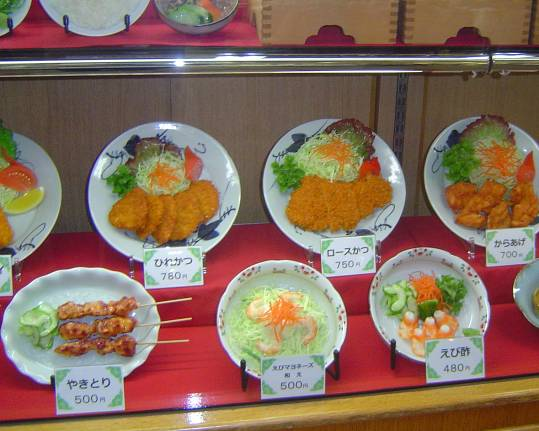 ひれかつ
780円
ロースかつ
750円
からあげ
700円
やきとり
500円
えびマヨネーズ
和え
500円
えび酢
480円